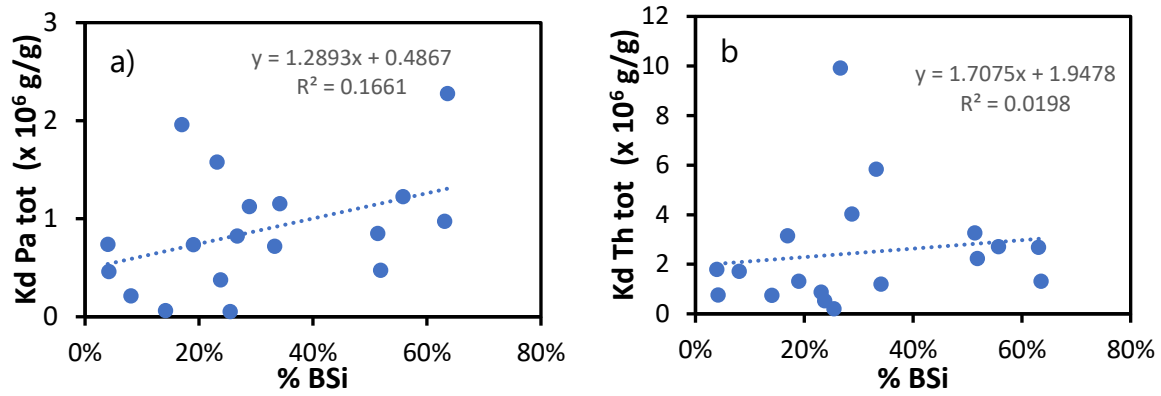 3
2
1
0
Kd Pa tot (x 10⁶ g/g)
a)
y = 1.2893x + 0.4867
R² = 0.1661
0% 20% 40% 60% 80%
% BSi
12
10
8
6
4
2
0
Kd Th tot (x 10⁶ g/g)
b
y = 1.7075x + 1.9478
R² = 0.0198
0% 20% 40% 60% 80%
% BSi